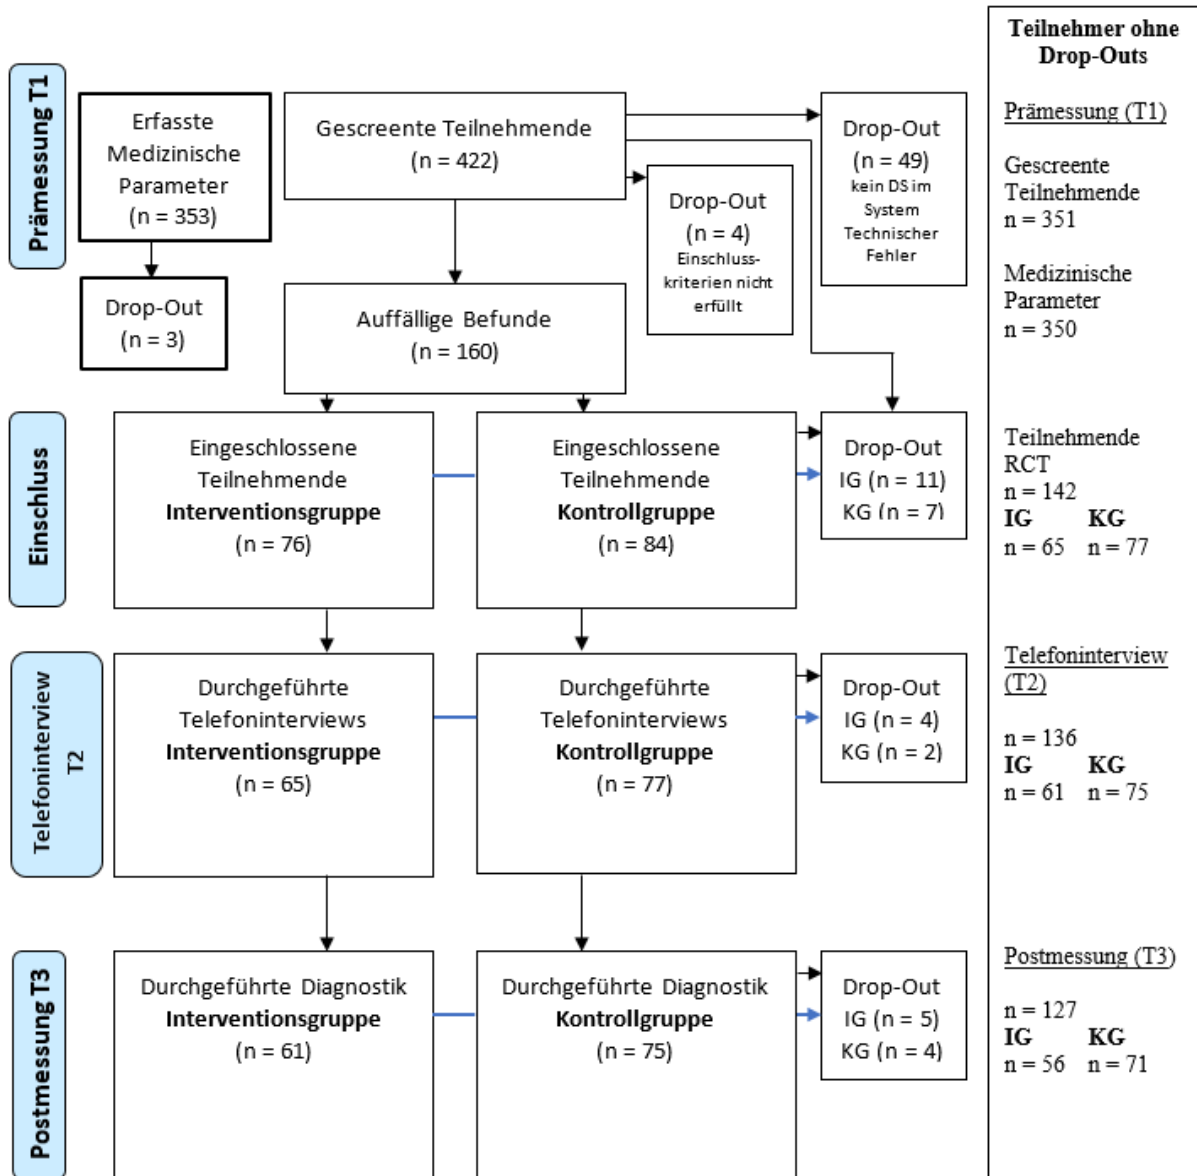 Prämessung T1
Erfasste
Medizinische
Parameter
(n = 353)
Drop-Out
(n = 3)
Gescreente Teilnehmende
(n = 422)
Drop-Out
(n = 49)
kein DS im
System
Technischer
Fehler
Drop-Out
(n = 4)
Einschluss-
kriterien nicht
erfüllt
Auffällige Befunde
(n = 160)
Einschluss
Eingeschlossene
Teilnehmende
Interventionsgruppe
(n = 76)
Eingeschlossene
Teilnehmende
Kontrollgruppe
(n = 84)
Drop-Out
IG (n = 11)
KG (n = 7)
Telefoninterview
T2
Durchgeführte
Telefoninterviews
Interventionsgruppe
(n = 65)
Durchgeführte
Telefoninterviews
Kontrollgruppe
(n = 77)
Drop-Out
IG (n = 4)
KG (n = 2)
Postmessung T3
Durchgeführte Diagnostik
Interventionsgruppe
(n = 61)
Durchgeführte Diagnostik
Kontrollgruppe
(n = 75)
Drop-Out
IG (n = 5)
KG (n = 4)
Teilnehmer ohne
Drop-Outs
Prämessung (T1)
Gescreente
Teilnehmende
n = 351
Medizinische
Parameter
n = 350
Teilnehmende
RCT
n = 142
IG KG
n = 65 n = 77
Telefoninterview
(T2)
n = 136
IG KG
n = 61 n = 75
Postmessung (T3)
n = 127
IG KG
n = 56 n = 71